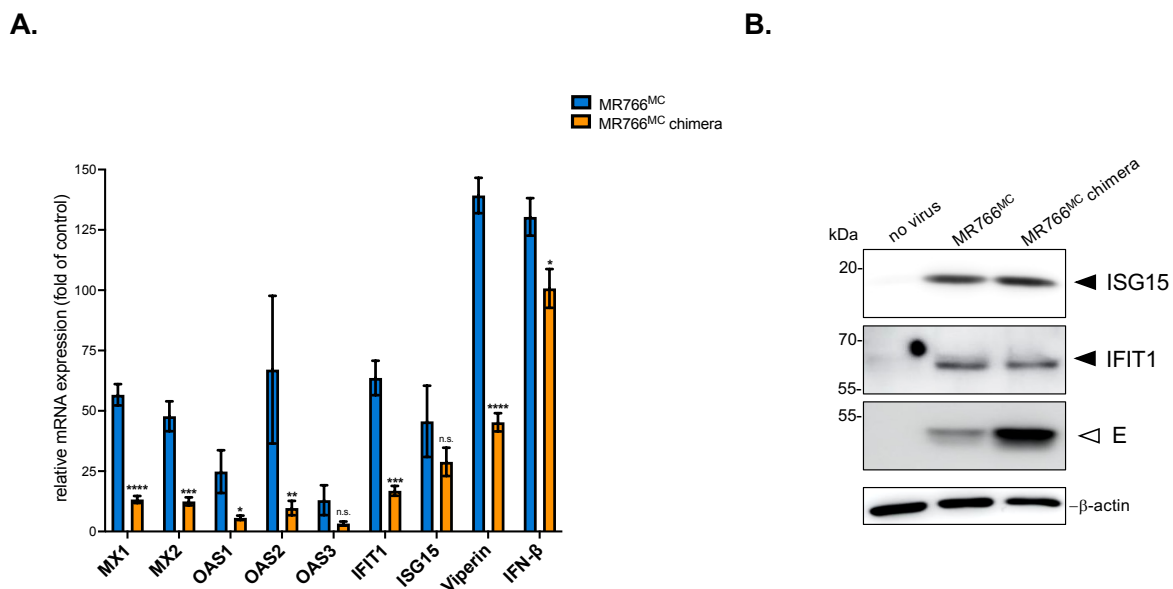 A.
B.
MR766MC
MR766MC chimera
relative mRNA expression (fold of control)
150
125
100
75
50
25
0
****
***
*
**
n.s.
***
n.s.
****
*
MX1
MX2
OAS1
OAS2
OAS3
IFIT1
ISG15
Viperin
IFN-β
kDa
no virus
MR766MC
MR766MC chimera
20-
ISG15
70-
IFIT1
55-
55-
E
–β-actin